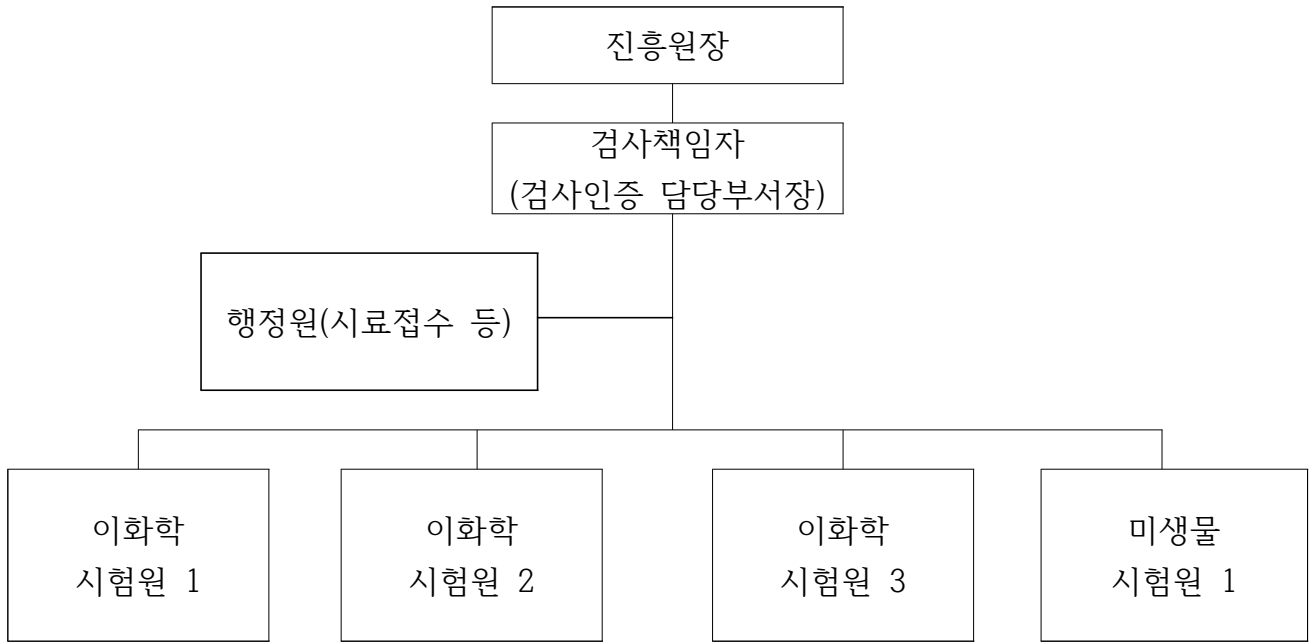 진흥원장
검사책임자
(검사인증 담당부서장)
행정원(시료접수 등)
이화학
시험원 1
이화학
시험원 2
이화학
시험원 3
미생물
시험원 1